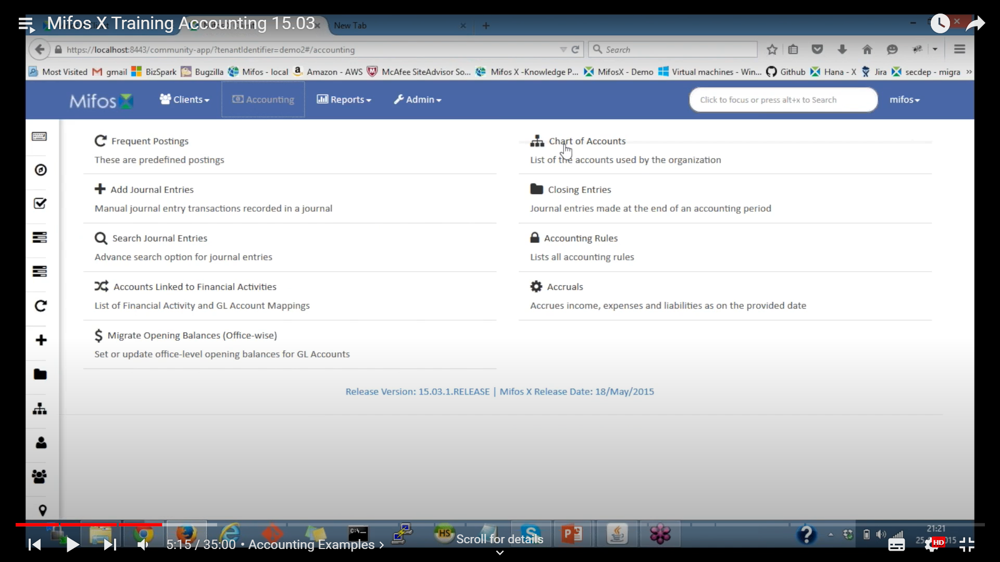 Mifos X Training Accounting 15.03
New Tab
https://localhost:8443/community-app/?tenantIdentifier=demo2#/accounting
Search
Most Visited
gmail
BizSpark
Bugzilla
Mifos - local
Amazon - AWS
McAfee SiteAdvisor So...
Mifos X -Knowledge P...
MifosX - Demo
Virtual machines - Win...
Github
Hana - X
Jira
secdep - migra
Mifos
Clients
Accounting
Reports
Admin
Click to focus or press alt+x to Search
mifos
Frequent Postings
These are predefined postings
Add Journal Entries
Manual journal entry transactions recorded in a journal
Search Journal Entries
Advance search option for journal entries
Accounts Linked to Financial Activities
List of Financial Activity and GL Account Mappings
Migrate Opening Balances (Office-wise)
Set or update office-level opening balances for GL Accounts
Chart of Accounts
List of the accounts used by the organization
Closing Entries
Journal entries made at the end of an accounting period
Accounting Rules
Lists all accounting rules
Accruals
Accrues income, expenses and liabilities as on the provided date
Release Version: 15.03.1.RELEASE | Mifos X Release Date: 18/May/2015
C:\
HS
21:21
5:15 / 35:00 • Accounting Examples
Scroll for details
HD